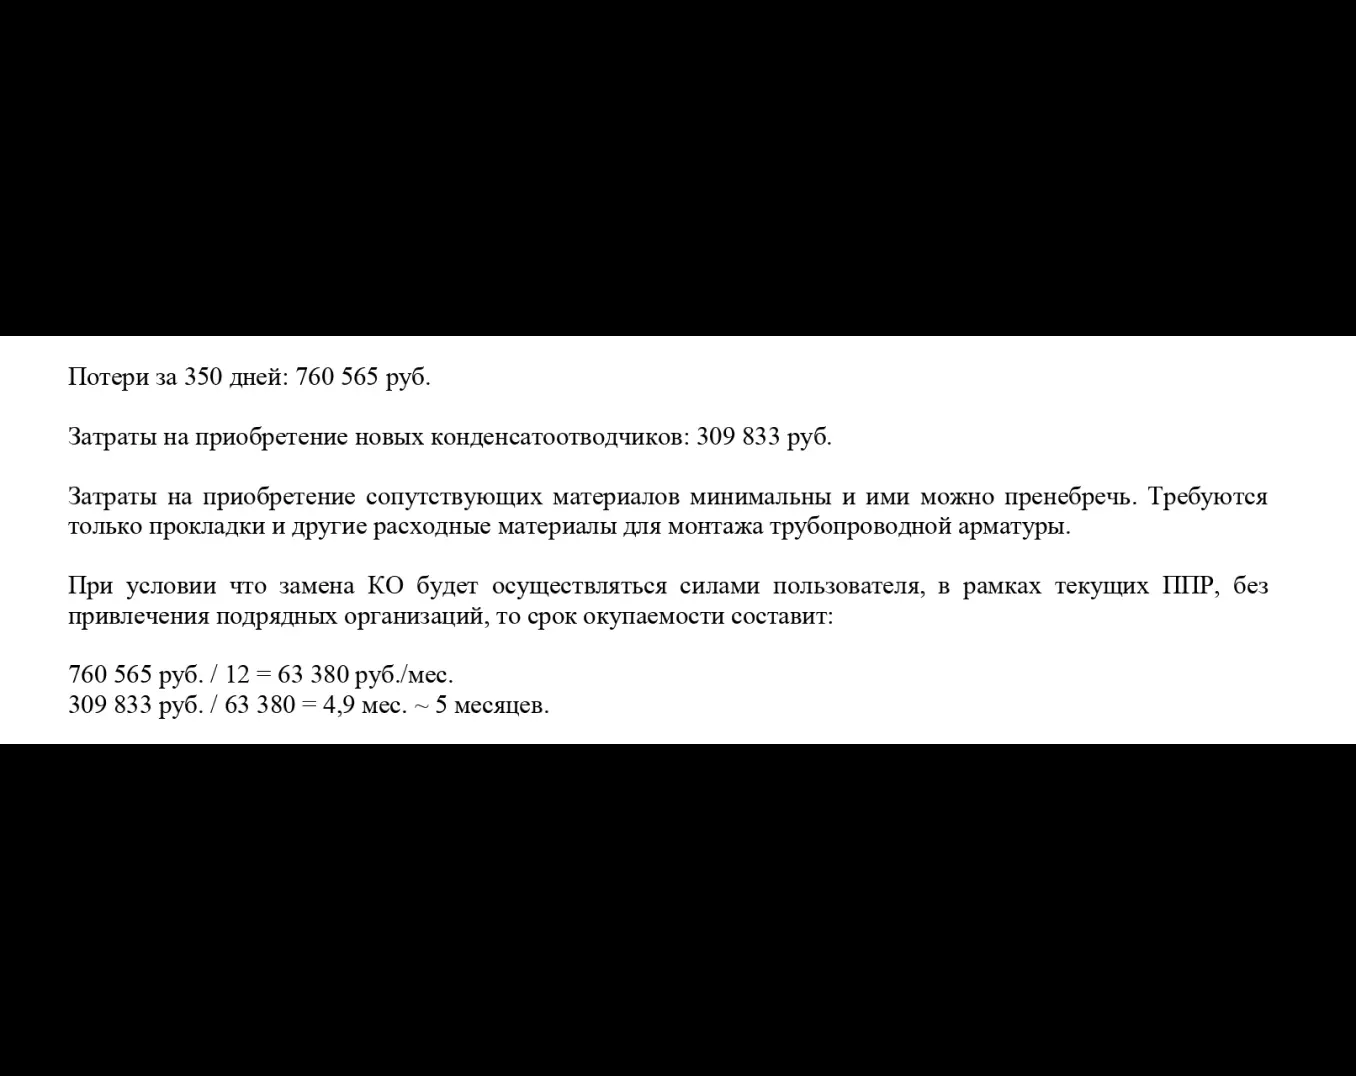 Потери за 350 дней: 760 565 руб.
Затраты на приобретение новых конденсатоотводчиков: 309 833 руб.
Затраты на приобретение сопутствующих материалов минимальны и ими можно пренебречь. Требуются
только прокладки и другие расходные материалы для монтажа трубопроводной арматуры.
При условии что замена КО будет осуществляться силами пользователя, в рамках текущих ППР, без
привлечения подрядных организаций, то срок окупаемости составит:
760 565 руб. / 12 = 63 380 руб./мес.
309 833 руб. / 63 380 = 4,9 мес. ~ 5 месяцев.